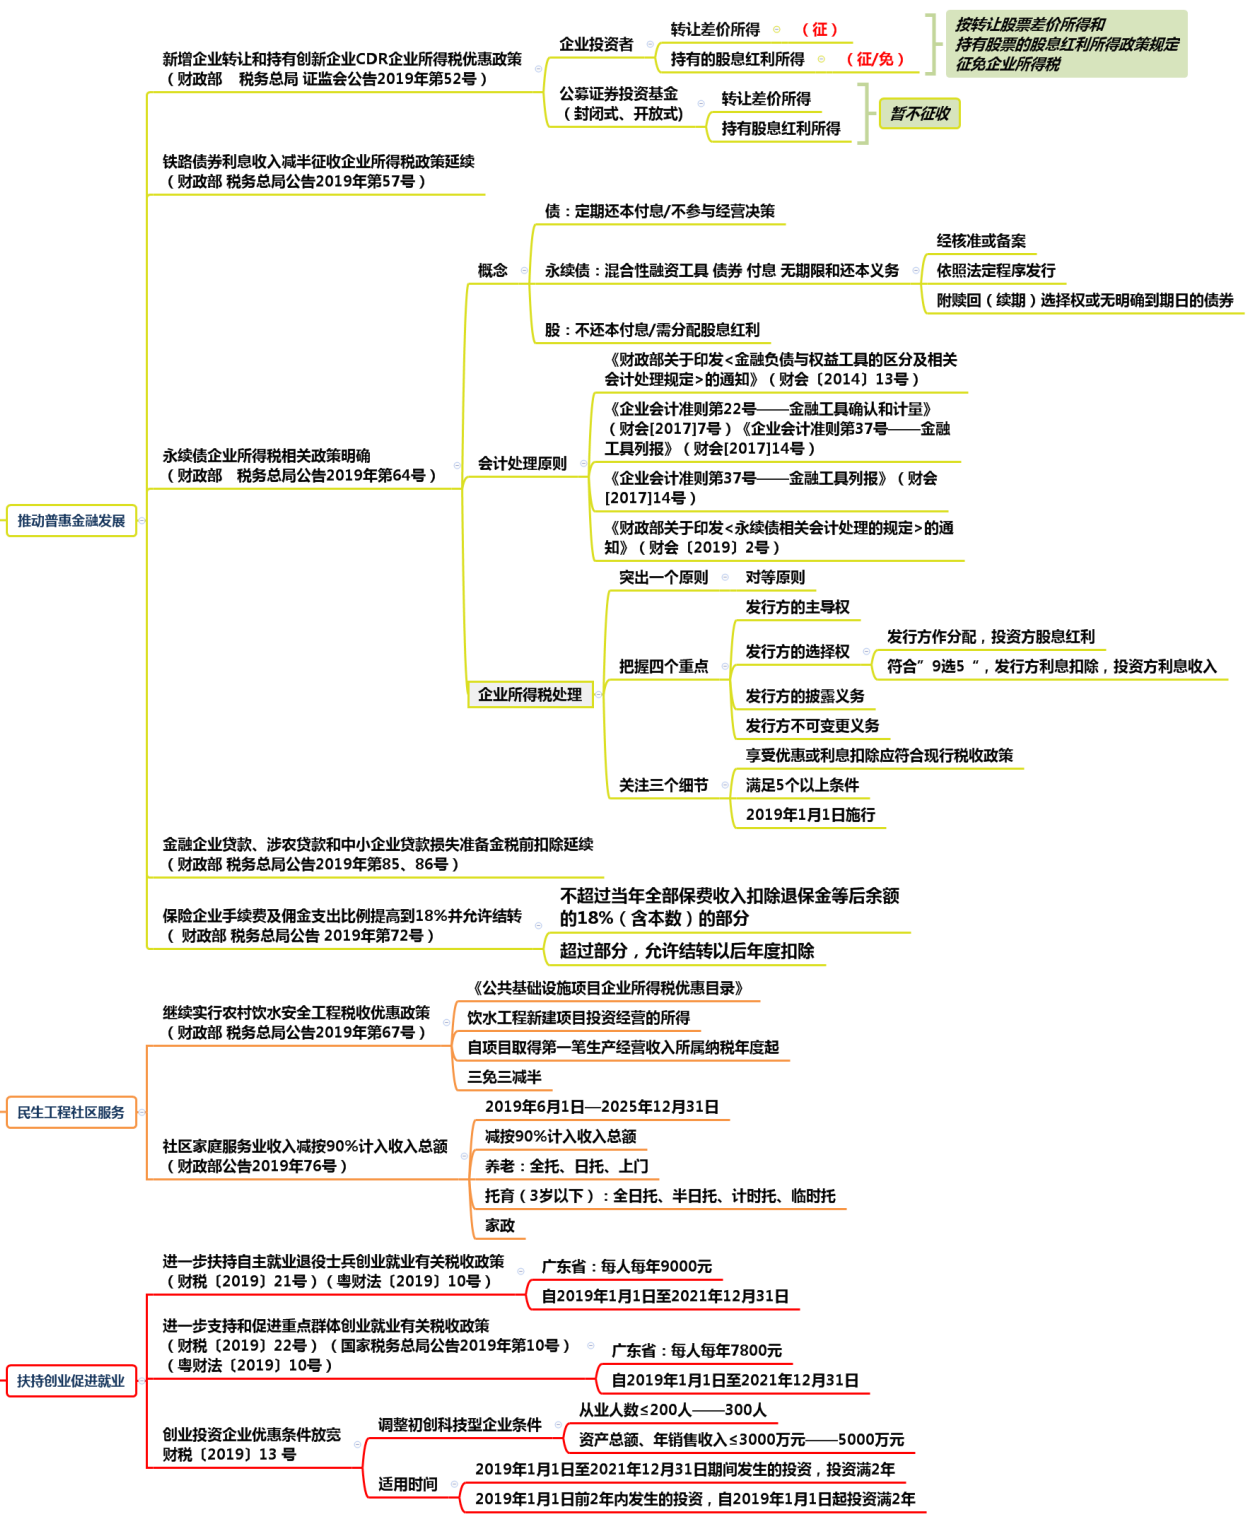 推动普惠金融发展
新增企业转让和持有创新企业CDR企业所得税优惠政策
（财政部　税务总局 证监会公告2019年第52号）
企业投资者
转让差价所得
（征）
持有的股息红利所得
（征/免）
按转让股票差价所得和
持有股票的股息红利所得政策规定
征免企业所得税
公募证券投资基金
（封闭式、开放式)
转让差价所得
持有股息红利所得
暂不征收
铁路债券利息收入减半征收企业所得税政策延续
（财政部 税务总局公告2019年第57号）
永续债企业所得税相关政策明确
（财政部　税务总局公告2019年第64号）
概念
债：定期还本付息/不参与经营决策
永续债：混合性融资工具 债券 付息 无期限和还本义务
经核准或备案
依照法定程序发行
附赎回（续期）选择权或无明确到期日的债券
股：不还本付息/需分配股息红利
会计处理原则
《财政部关于印发<金融负债与权益工具的区分及相关
会计处理规定>的通知》（财会〔2014〕13号）
《企业会计准则第22号——金融工具确认和计量》
（财会[2017]7号）《企业会计准则第37号——金融
工具列报》（财会[2017]14号）
《企业会计准则第37号——金融工具列报》（财会
[2017]14号）
《财政部关于印发<永续债相关会计处理的规定>的通
知》（财会〔2019〕2号）
企业所得税处理
突出一个原则
对等原则
把握四个重点
发行方的主导权
发行方的选择权
发行方作分配，投资方股息红利
符合”9选5“，发行方利息扣除，投资方利息收入
发行方的披露义务
发行方不可变更义务
关注三个细节
享受优惠或利息扣除应符合现行税收政策
满足5个以上条件
2019年1月1日施行
金融企业贷款、涉农贷款和中小企业贷款损失准备金税前扣除延续
（财政部 税务总局公告2019年第85、86号）
保险企业手续费及佣金支出比例提高到18%并允许结转
（ 财政部 税务总局公告 2019年第72号）
不超过当年全部保费收入扣除退保金等后余额
的18%（含本数）的部分
超过部分，允许结转以后年度扣除
民生工程社区服务
继续实行农村饮水安全工程税收优惠政策
（财政部 税务总局公告2019年第67号）
《公共基础设施项目企业所得税优惠目录》
饮水工程新建项目投资经营的所得
自项目取得第一笔生产经营收入所属纳税年度起
三免三减半
社区家庭服务业收入减按90%计入收入总额
（财政部公告2019年76号）
2019年6月1日—2025年12月31日
减按90%计入收入总额
养老：全托、日托、上门
托育（3岁以下）：全日托、半日托、计时托、临时托
家政
扶持创业促进就业
进一步扶持自主就业退役士兵创业就业有关税收政策
（财税〔2019〕21号）（粤财法〔2019〕10号）
广东省：每人每年9000元
自2019年1月1日至2021年12月31日
进一步支持和促进重点群体创业就业有关税收政策
（财税〔2019〕22号）（国家税务总局公告2019年第10号）
（粤财法〔2019〕10号）
广东省：每人每年7800元
自2019年1月1日至2021年12月31日
创业投资企业优惠条件放宽
财税〔2019〕13 号
调整初创科技型企业条件
从业人数≤200人——300人
资产总额、年销售收入≤3000万元——5000万元
适用时间
2019年1月1日至2021年12月31日期间发生的投资，投资满2年
2019年1月1日前2年内发生的投资，自2019年1月1日起投资满2年